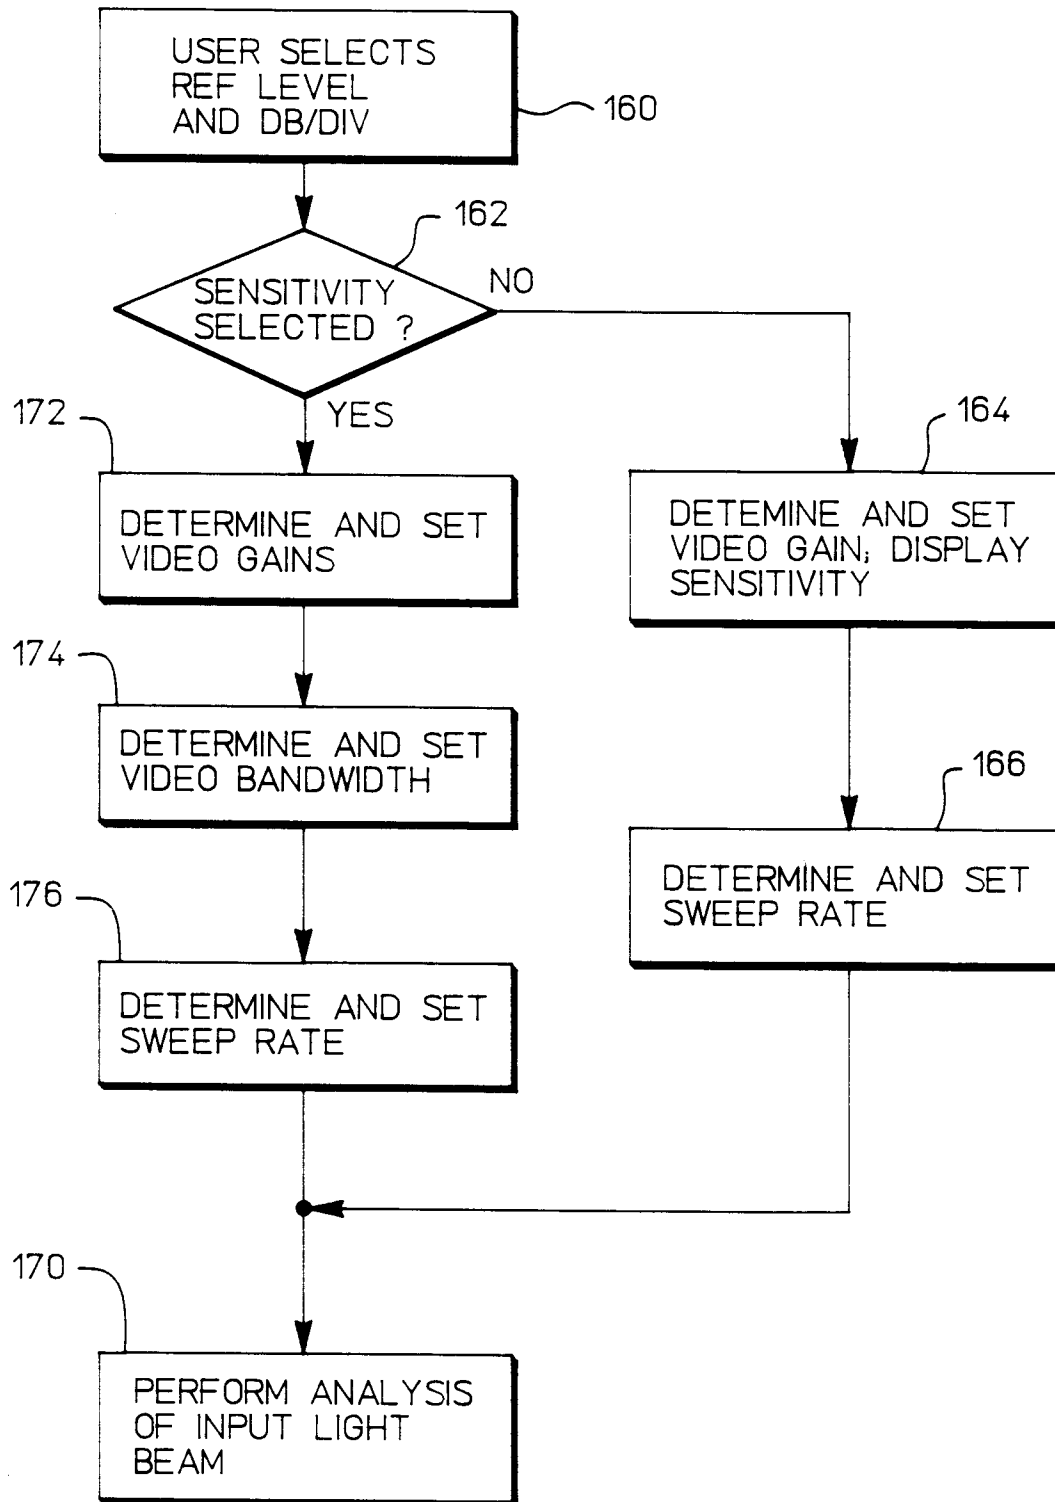 USER SELECTS
REF LEVEL
AND DB/DIV
160
162
SENSITIVITY
SELECTED ?
NO
YES
172
DETERMINE AND SET
VIDEO GAINS
164
DETEMINE AND SET
VIDEO GAIN; DISPLAY
SENSITIVITY
174
DETERMINE AND SET
VIDEO BANDWIDTH
166
DETERMINE AND SET
SWEEP RATE
176
DETERMINE AND SET
SWEEP RATE
170
PERFORM ANALYSIS
OF INPUT LIGHT
BEAM